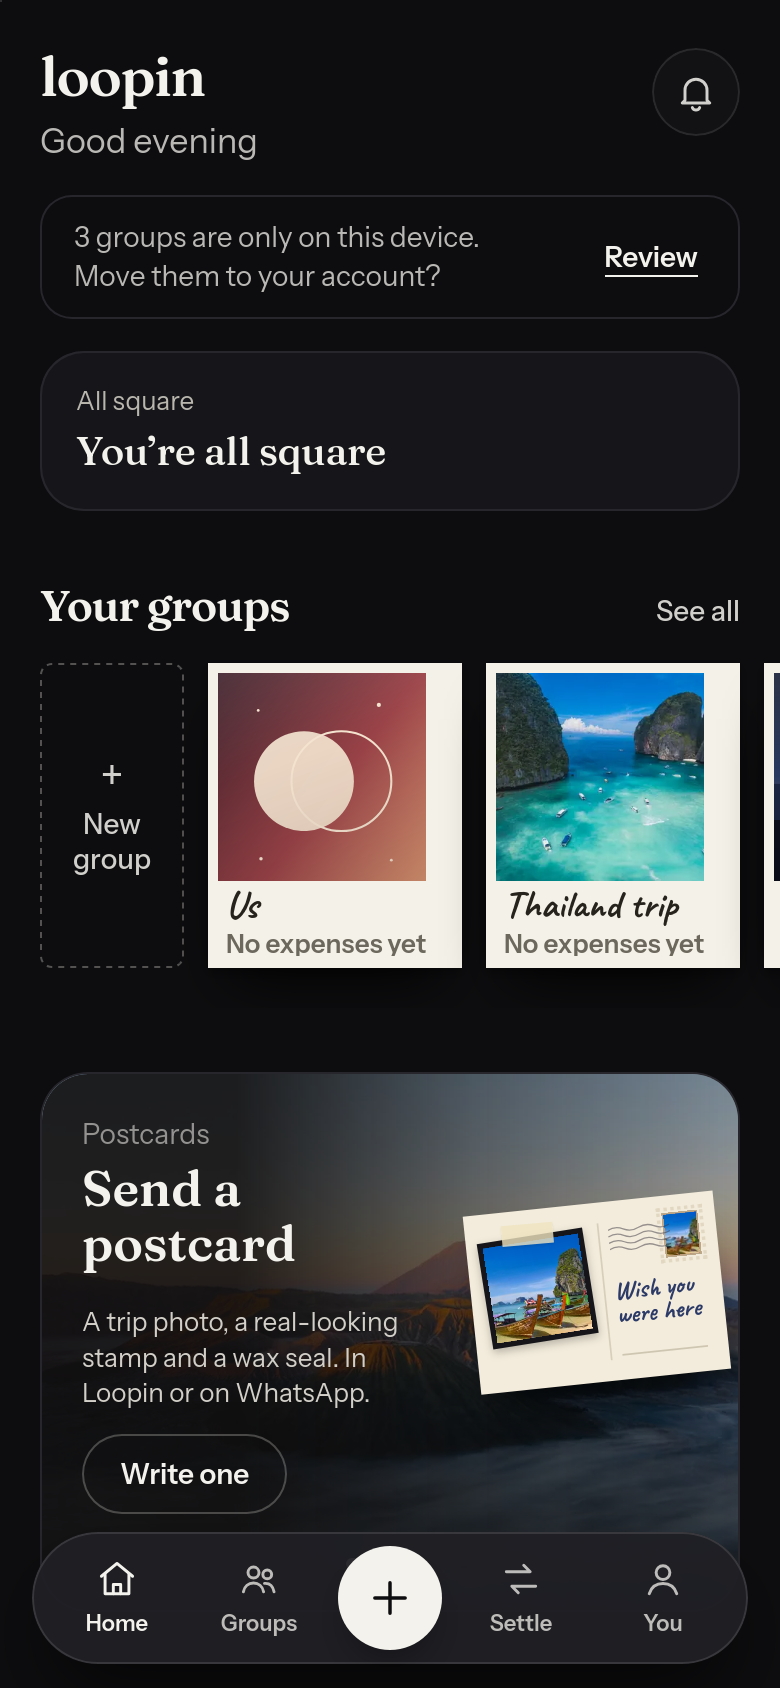 loopin
Good evening
3 groups are only on this device.
Move them to your account?
Review
All square
You’re all square
Your groups
See all
+
New
group
Us
No expenses yet
Thailand trip
No expenses yet
Postcards
Send a
postcard
A trip photo, a real-looking
stamp and a wax seal. In
Loopin or on WhatsApp.
Wish you
were here
Write one
Home
Groups
Settle
You